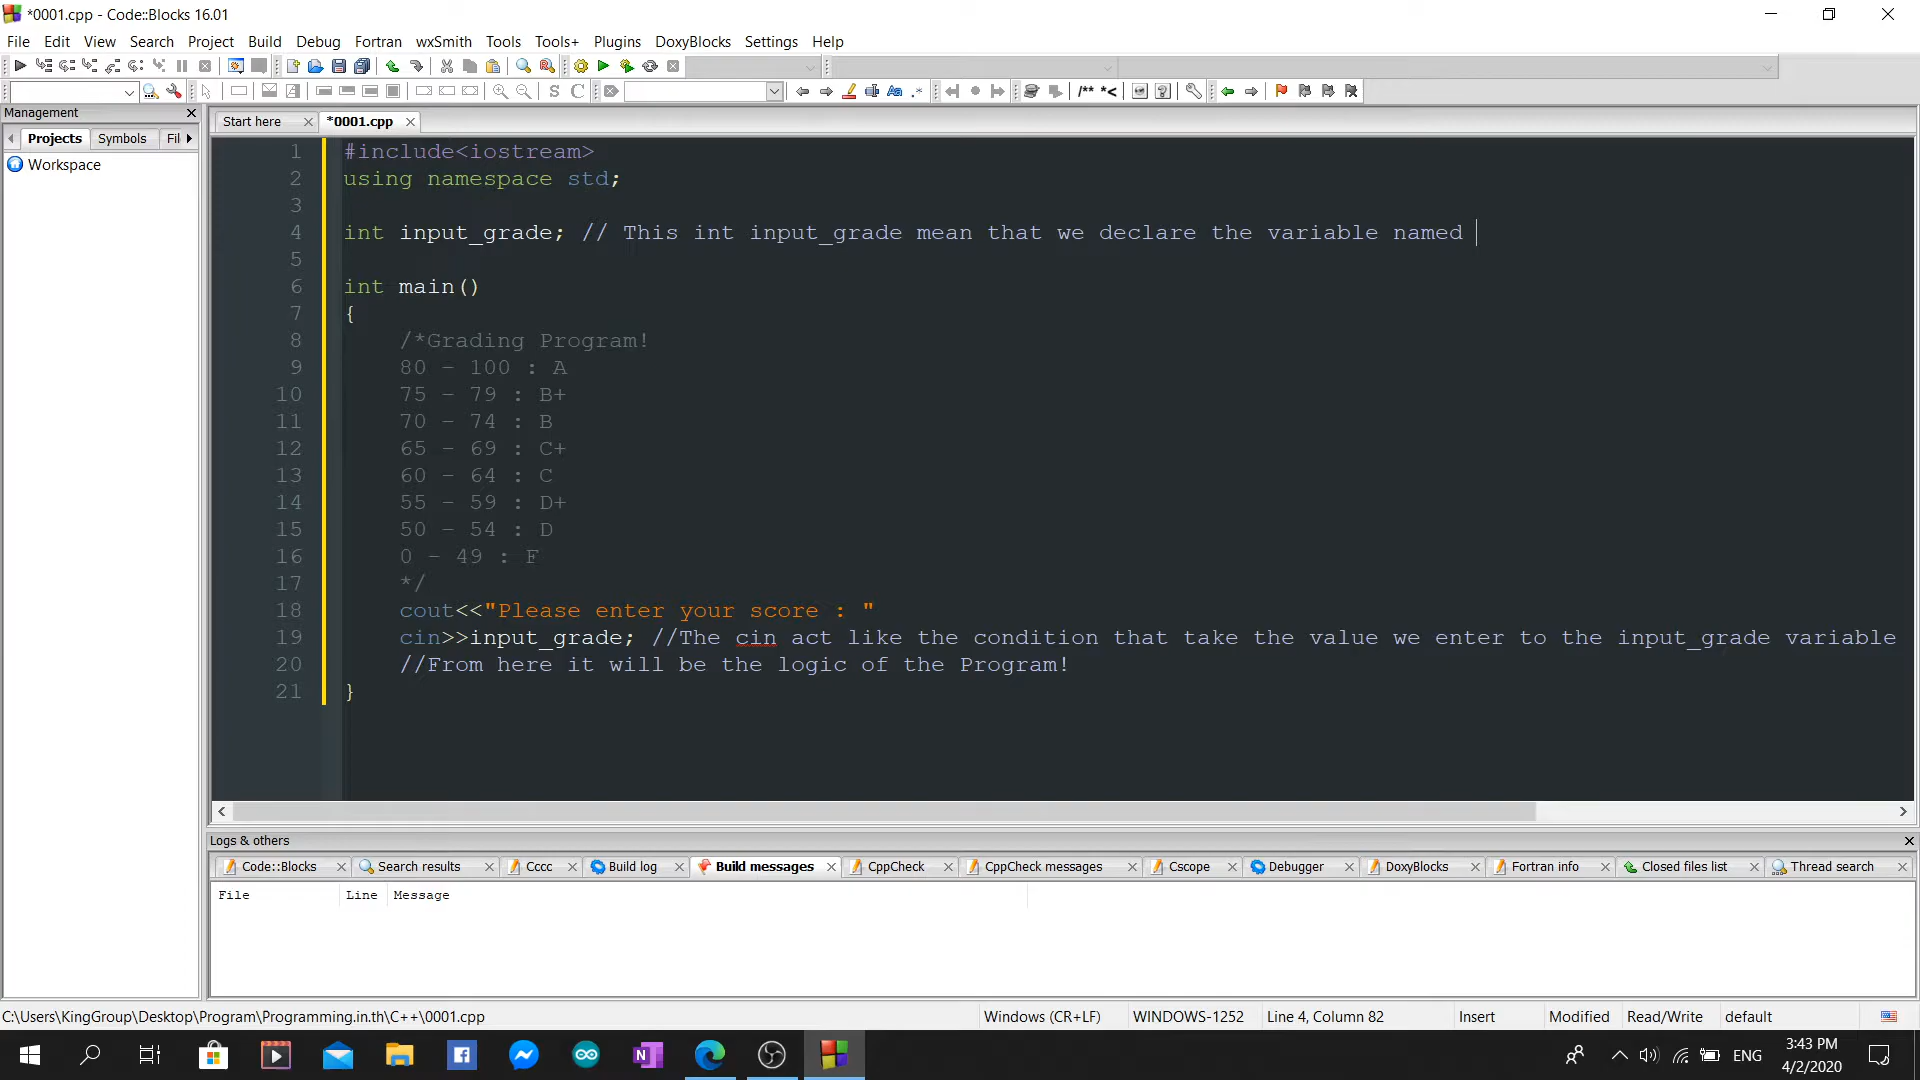 *0001.cpp - Code::Blocks 16.01
File Edit View Search Project Build Debug Fortran wxSmith Tools Tools+ Plugins DoxyBlocks Settings Help
S C /** *< Aa .*
Management
Start here *0001.cpp
Projects Symbols Fil
Workspace
1 #include<iostream>
2 using namespace std;
3
4 int input_grade; // This int input_grade mean that we declare the variable named
5
6 int main()
7 {
8 /*Grading Program!
9 80 - 100 : A
10 75 - 79 : B+
11 70 - 74 : B
12 65 - 69 : C+
13 60 - 64 : C
14 55 - 59 : D+
15 50 - 54 : D
16 0 - 49 : F
17 */
18 cout<<"Please enter your score : "
19 cin>>input_grade; //The cin act like the condition that take the value we enter to the input_grade variable
20 //From here it will be the logic of the Program!
21 }
Logs & others
Code::Blocks Search results Cccc Build log Build messages CppCheck CppCheck messages Cscope Debugger DoxyBlocks Fortran info Closed files list Thread search
File Line Message
C:\Users\KingGroup\Desktop\Program\Programming.in.th\C++\0001.cpp Windows (CR+LF) WINDOWS-1252 Line 4, Column 82 Insert Modified Read/Write default
ENG
3:43 PM
4/2/2020